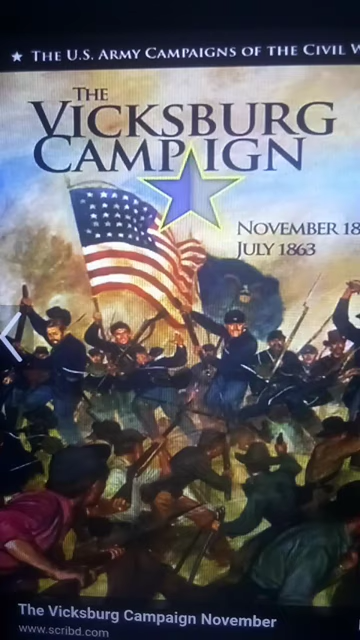 ★ THE U.S. ARMY CAMPAIGNS OF THE CIVIL W
THE
VICKSBURG
CAMPAIGN
NOVEMBER 18
JULY 1863
The Vicksburg Campaign November
www.scribd.com